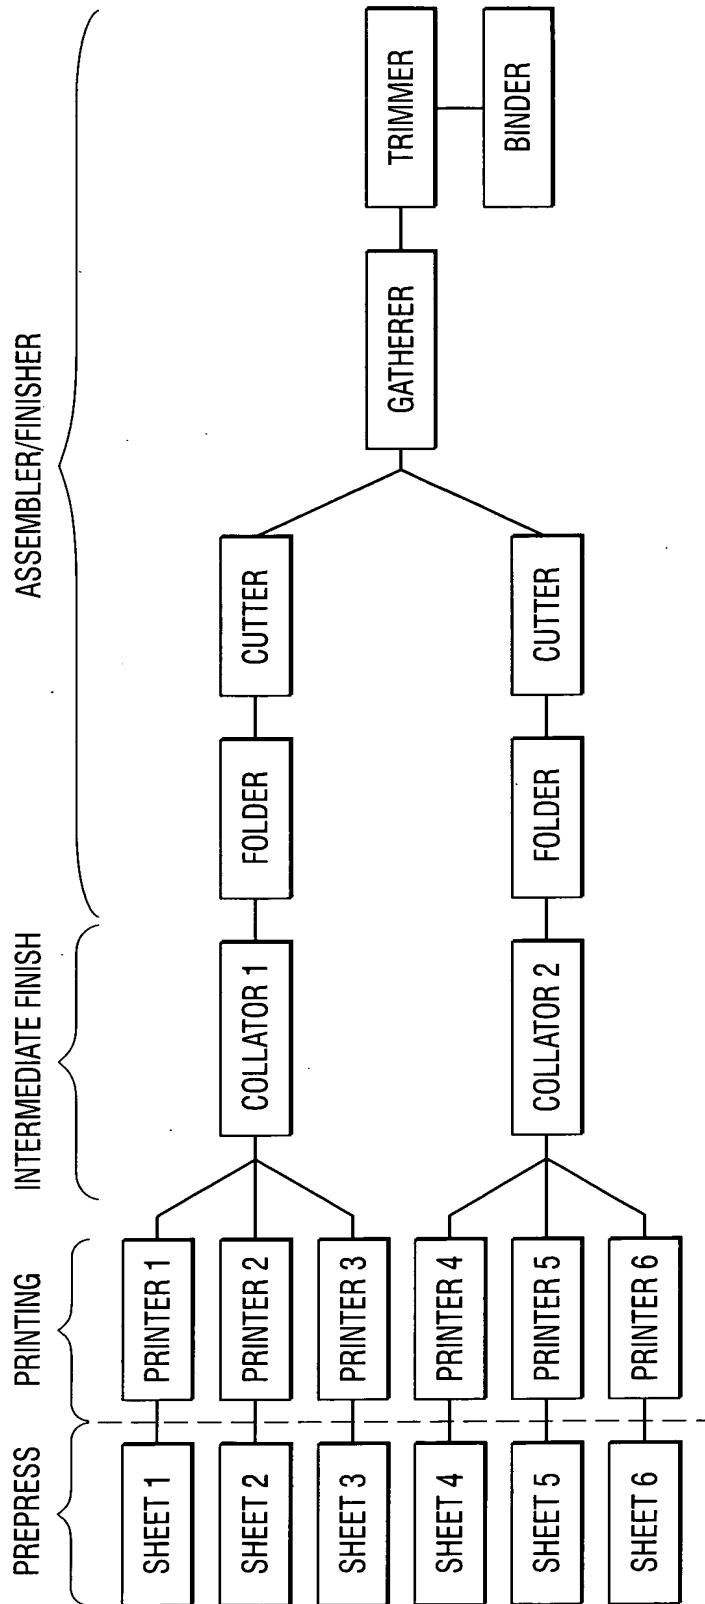 PREPRESS
PRINTING
INTERMEDIATE FINISH
ASSEMBLER/FINISHER
SHEET 1
PRINTER 1
SHEET 2
PRINTER 2
COLLATOR 1
FOLDER
CUTTER
SHEET 3
PRINTER 3
GATHERER
TRIMMER
SHEET 4
PRINTER 4
BINDER
SHEET 5
PRINTER 5
COLLATOR 2
FOLDER
CUTTER
SHEET 6
PRINTER 6